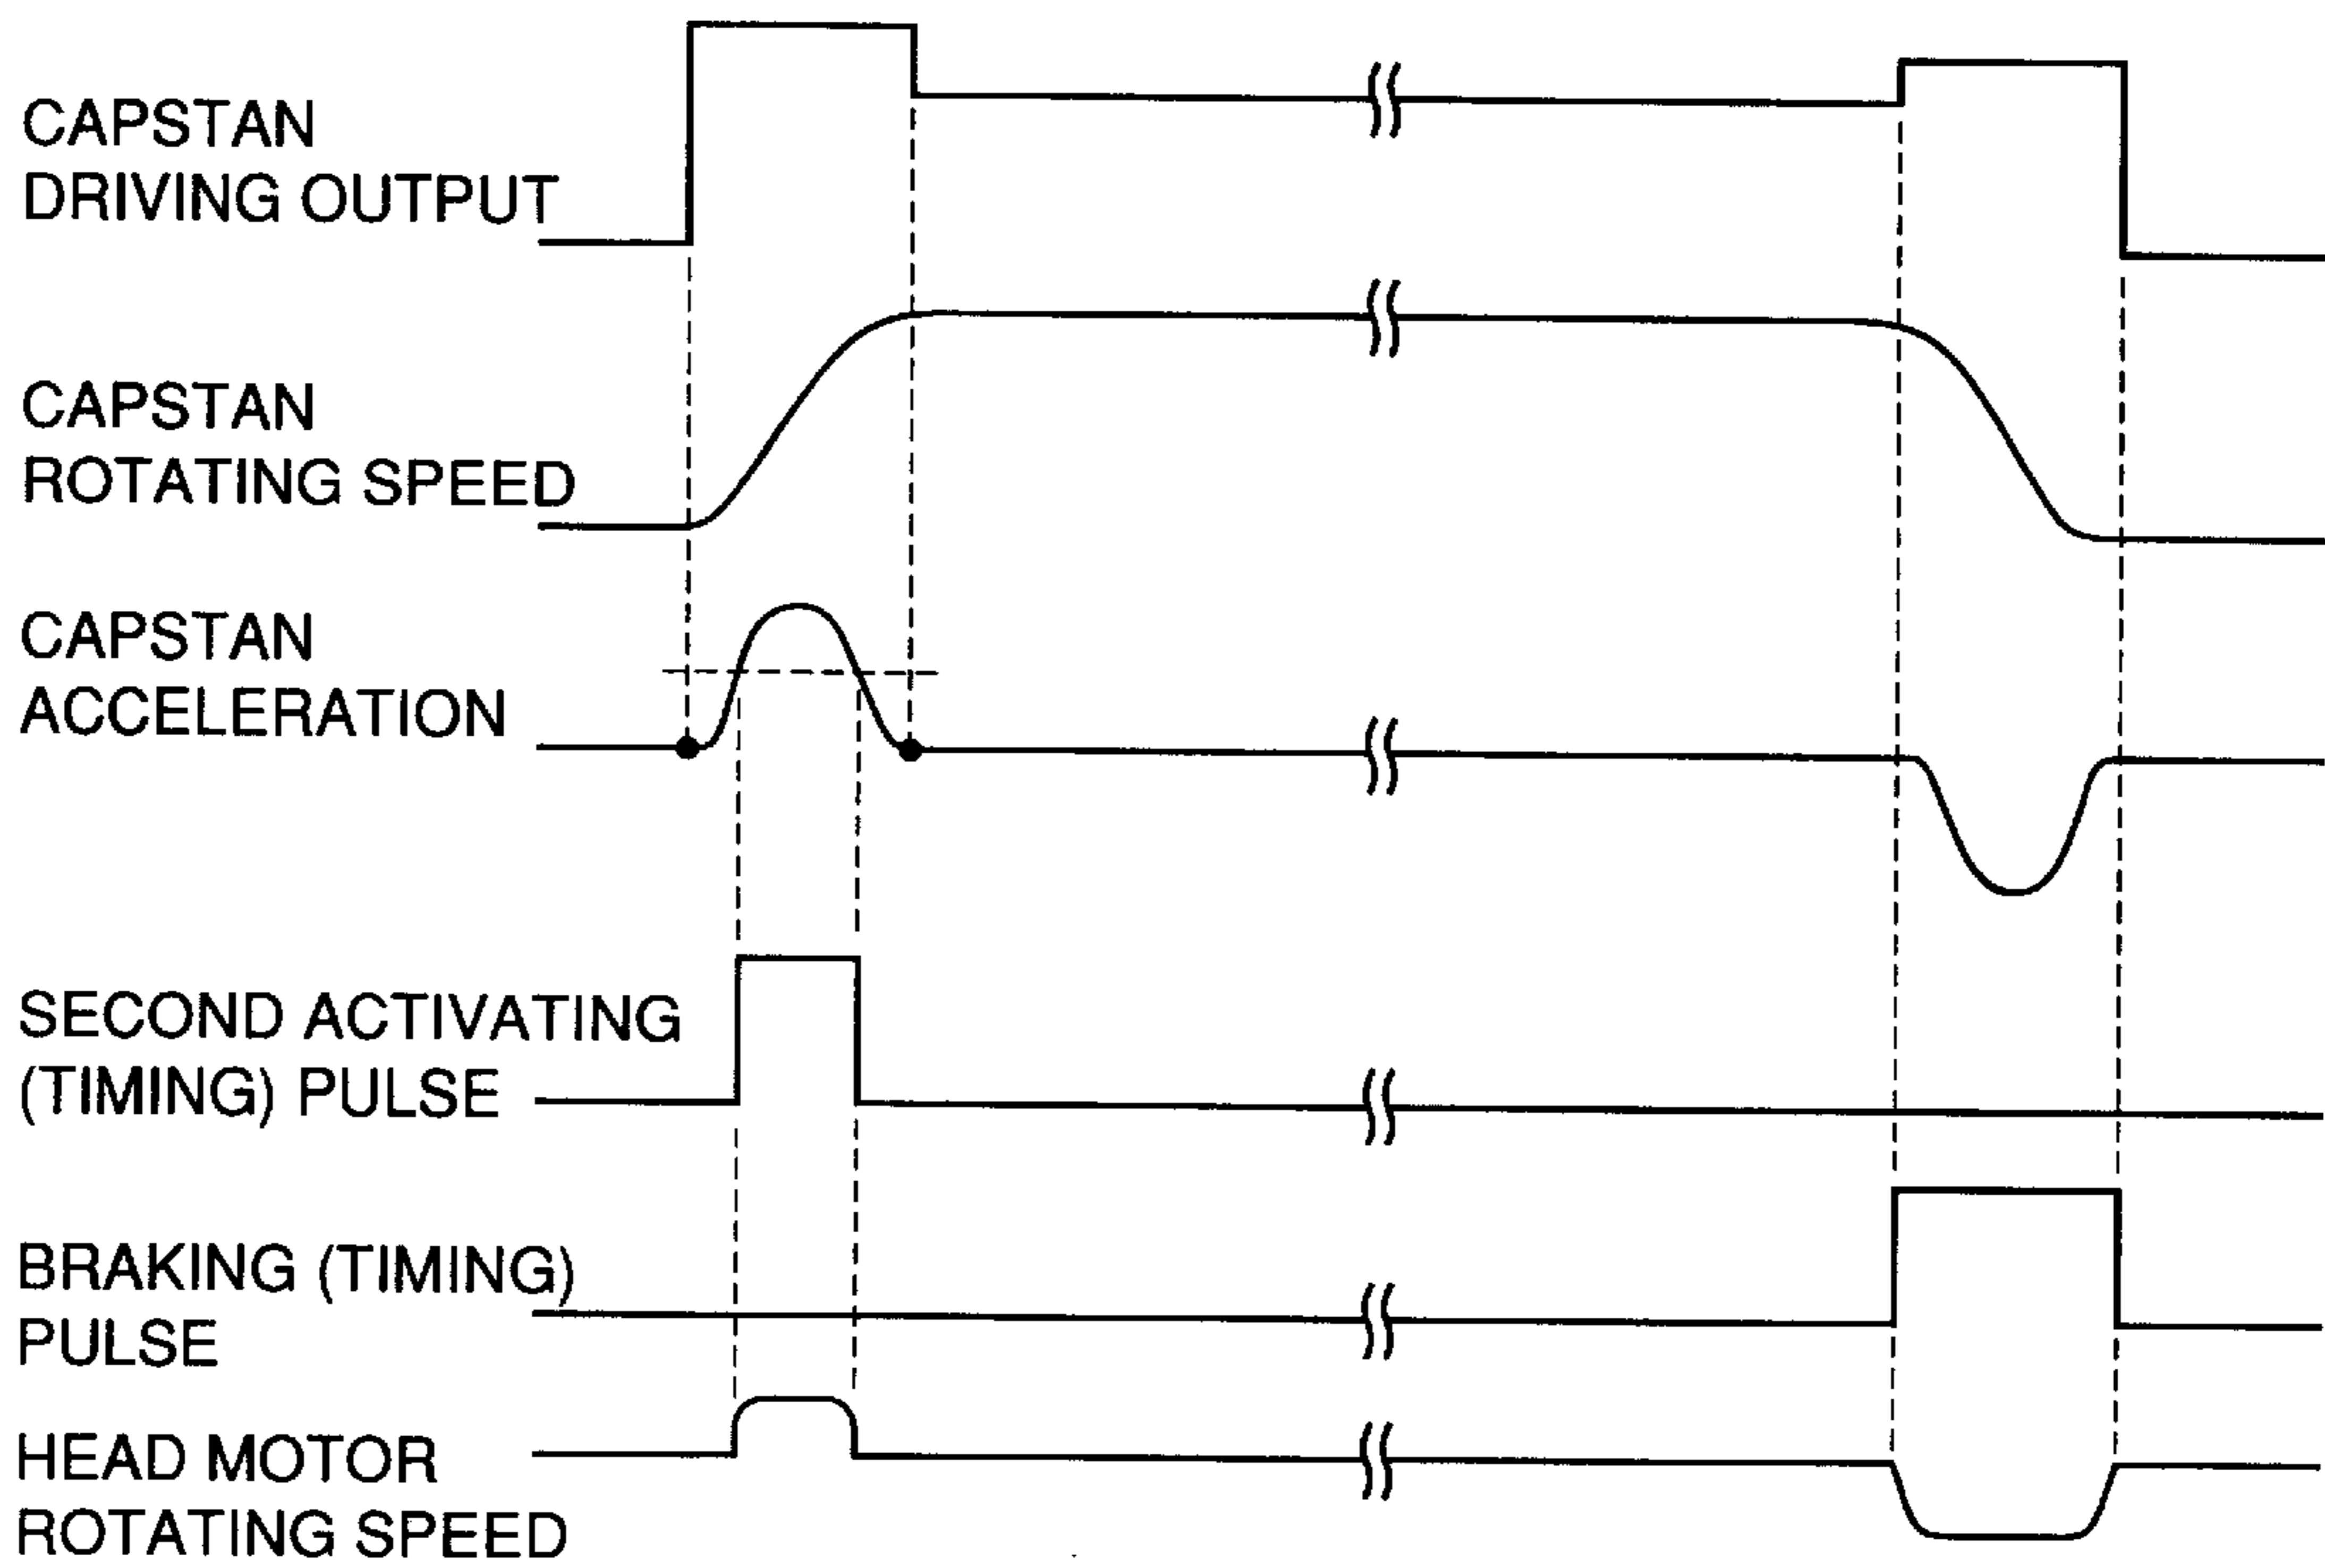 CAPSTAN
DRIVING OUTPUT
CAPSTAN
ROTATING SPEED
CAPSTAN
ACCELERATION
SECOND ACTIVATING
(TIMING) PULSE
BRAKING (TIMING)
PULSE
HEAD MOTOR
ROTATING SPEED